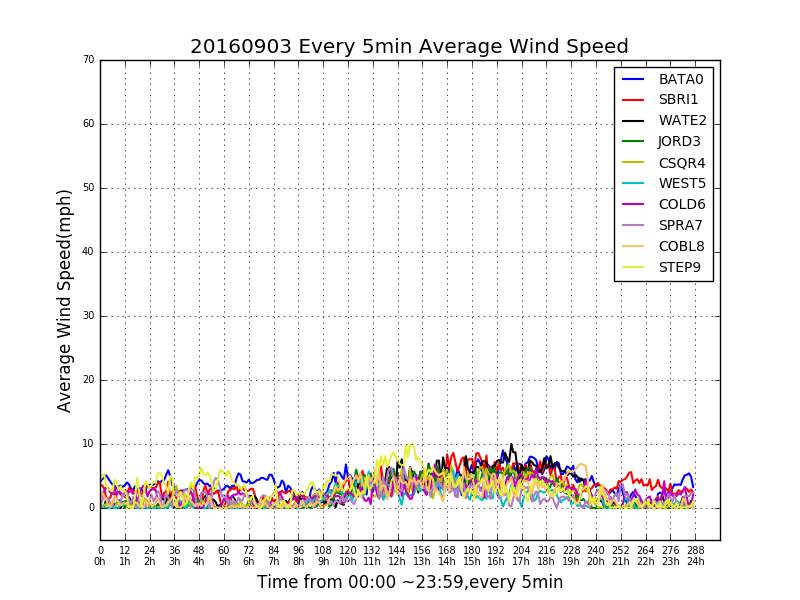 20160903 Every 5min Average Wind Speed
70
60
50
40
30
20
10
0
Average Wind Speed(mph)
BATA0
SBRI1
WATE2
JORD3
CSQR4
WEST5
COLD6
SPRA7
COBL8
STEP9
0 12 24 36 48 60 72 84 96 108 120 132 144 156 168 180 192 204 216 228 240 252 264 276 288
0h 1h 2h 3h 4h 5h 6h 7h 8h 9h 10h 11h 12h 13h 14h 15h 16h 17h 18h 19h 20h 21h 22h 23h 24h
Time from 00:00 ~23:59,every 5min